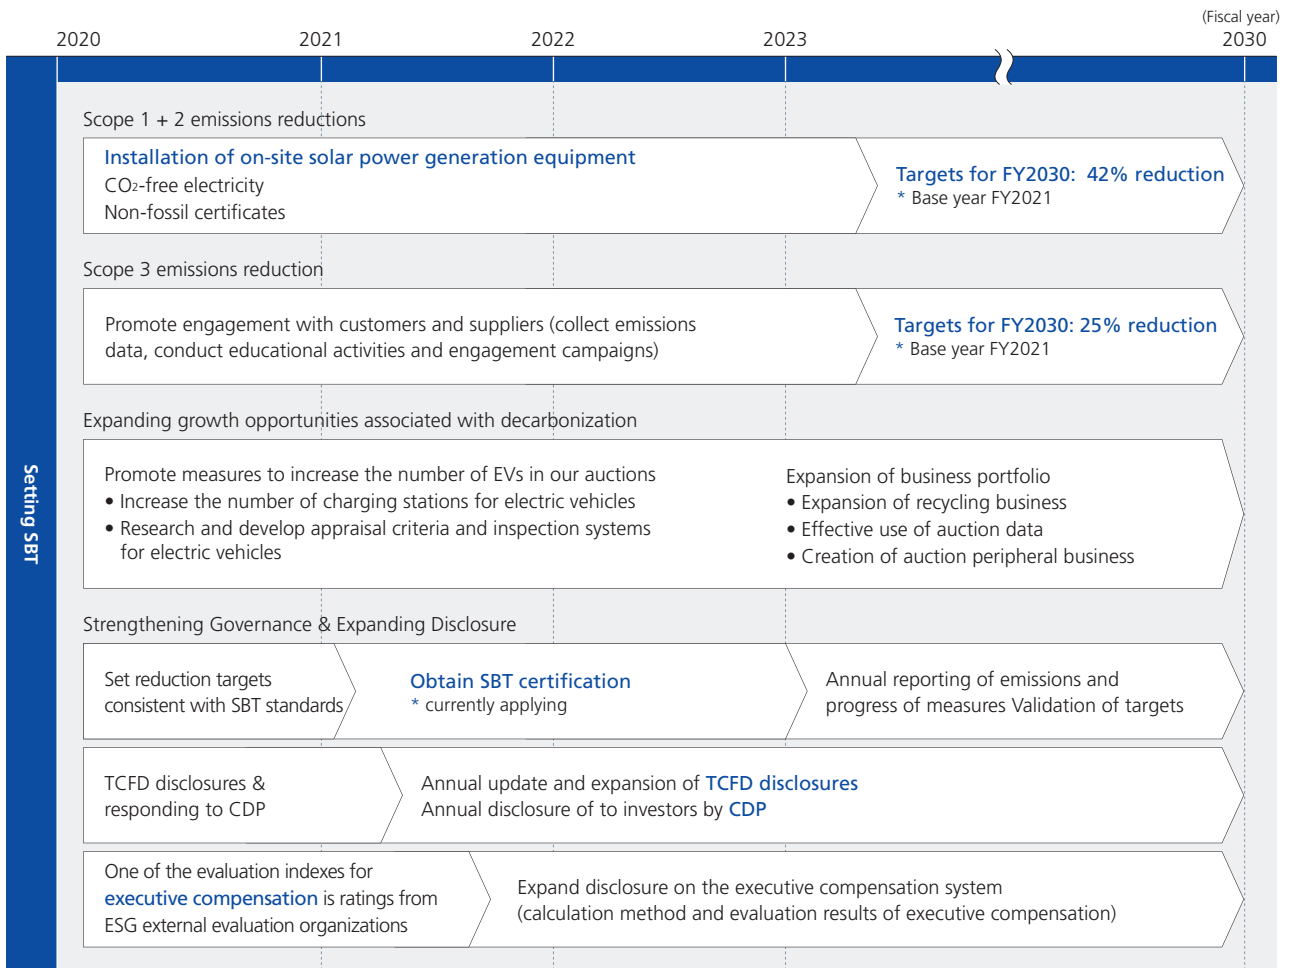 (Fiscal year)
2020 2021 2022 2023 2030
Setting SBT
Scope 1 + 2 emissions reductions
Installation of on-site solar power generation equipment
CO2-free electricity
Non-fossil certificates
Targets for FY2030: 42% reduction
* Base year FY2021
Scope 3 emissions reduction
Promote engagement with customers and suppliers (collect emissions
data, conduct educational activities and engagement campaigns)
Targets for FY2030: 25% reduction
* Base year FY2021
Expanding growth opportunities associated with decarbonization
Promote measures to increase the number of EVs in our auctions
• Increase the number of charging stations for electric vehicles
• Research and develop appraisal criteria and inspection systems
for electric vehicles
Expansion of business portfolio
• Expansion of recycling business
• Effective use of auction data
• Creation of auction peripheral business
Strengthening Governance & Expanding Disclosure
Set reduction targets
consistent with SBT standards
Obtain SBT certification
* currently applying
Annual reporting of emissions and
progress of measures Validation of targets
TCFD disclosures &
responding to CDP
Annual update and expansion of TCFD disclosures
Annual disclosure of to investors by CDP
One of the evaluation indexes for
executive compensation is ratings from
ESG external evaluation organizations
Expand disclosure on the executive compensation system
(calculation method and evaluation results of executive compensation)